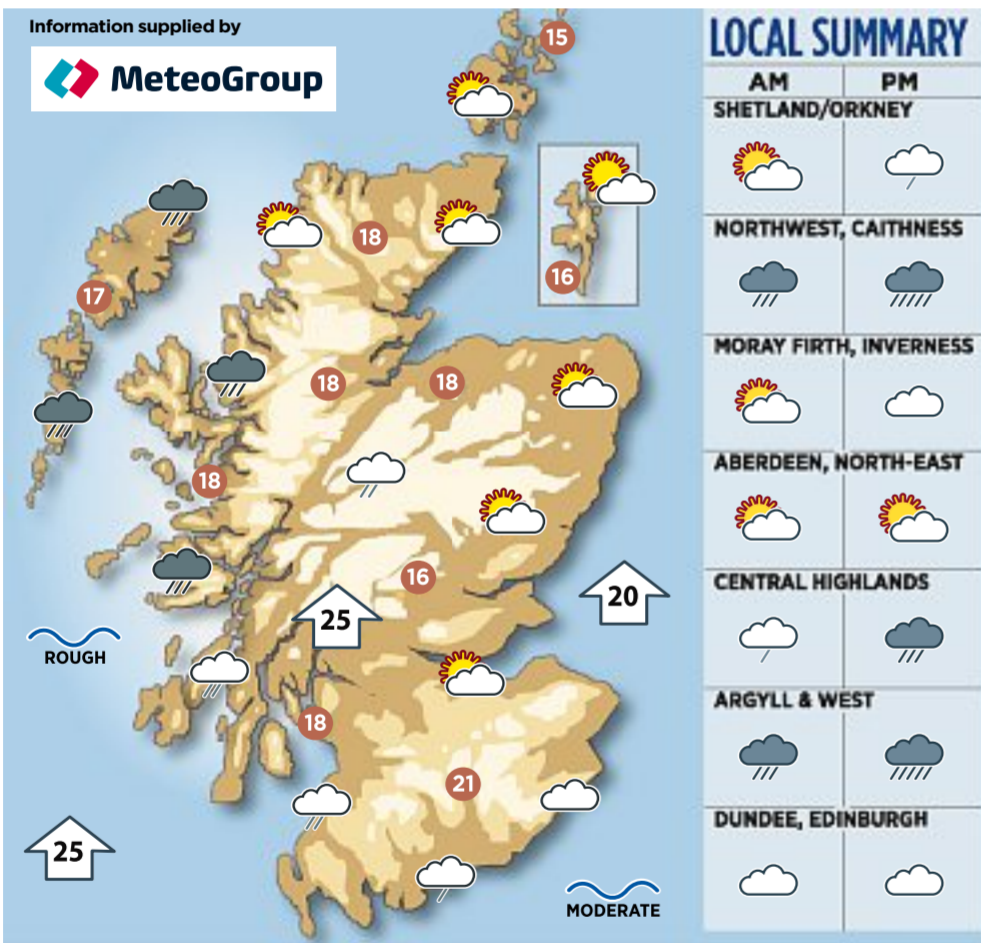 Information supplied by
MeteoGroup
15
18
17
16
18
18
18
16
25
20
ROUGH
18
21
25
MODERATE
LOCAL SUMMARY
AM PM
SHETLAND/ORKNEY
NORTHWEST, CAITHNESS
MORAY FIRTH, INVERNESS
ABERDEEN, NORTH-EAST
CENTRAL HIGHLANDS
ARGYLL & WEST
DUNDEE, EDINBURGH